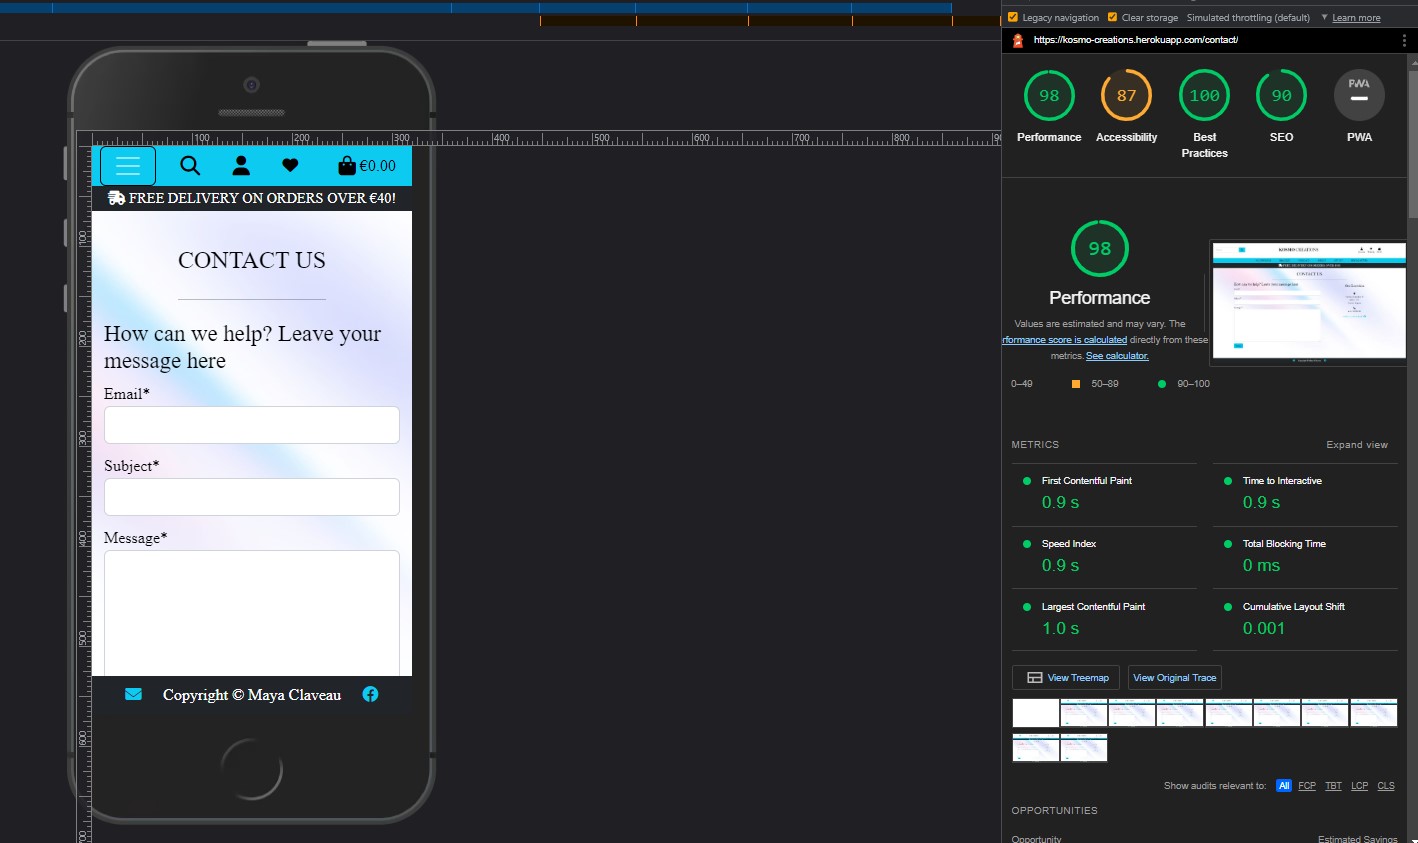 Legacy navigation Clear storage Simulated throttling (default) ▼ Learn more
https://kosmo-creations.herokuapp.com/contact/
98 87 100 90 PWA
Performance Accessibility Best Practices SEO PWA
100 200 300 400 500 600 700 800
€0.00
FREE DELIVERY ON ORDERS OVER €40!
CONTACT US
How can we help? Leave your
message here
Email*
Subject*
Message*
Copyright © Maya Claveau
100
200
300
400
500
600
98
Performance
Values are estimated and may vary. The
rformance score is calculated directly from these
metrics. See calculator.
0–49 50–89 90–100
KOSMO CREATIONS
CONTACT US
METRICS Expand view
First Contentful Paint
0.9 s
Time to Interactive
0.9 s
Speed Index
0.9 s
Total Blocking Time
0 ms
Largest Contentful Paint
1.0 s
Cumulative Layout Shift
0.001
View Treemap View Original Trace
Show audits relevant to: All FCP TBT LCP CLS
OPPORTUNITIES
Opportunity Estimated Savings